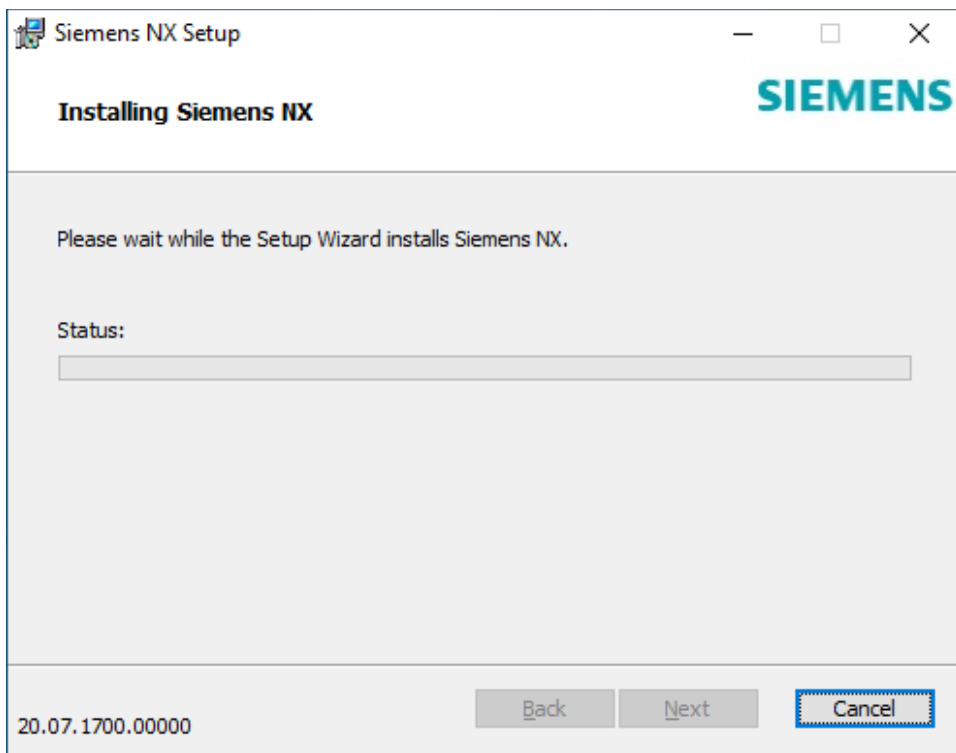 Siemens NX Setup
Installing Siemens NX
SIEMENS
Please wait while the Setup Wizard installs Siemens NX.
Status:
Back
Next
Cancel
20.07.1700.00000